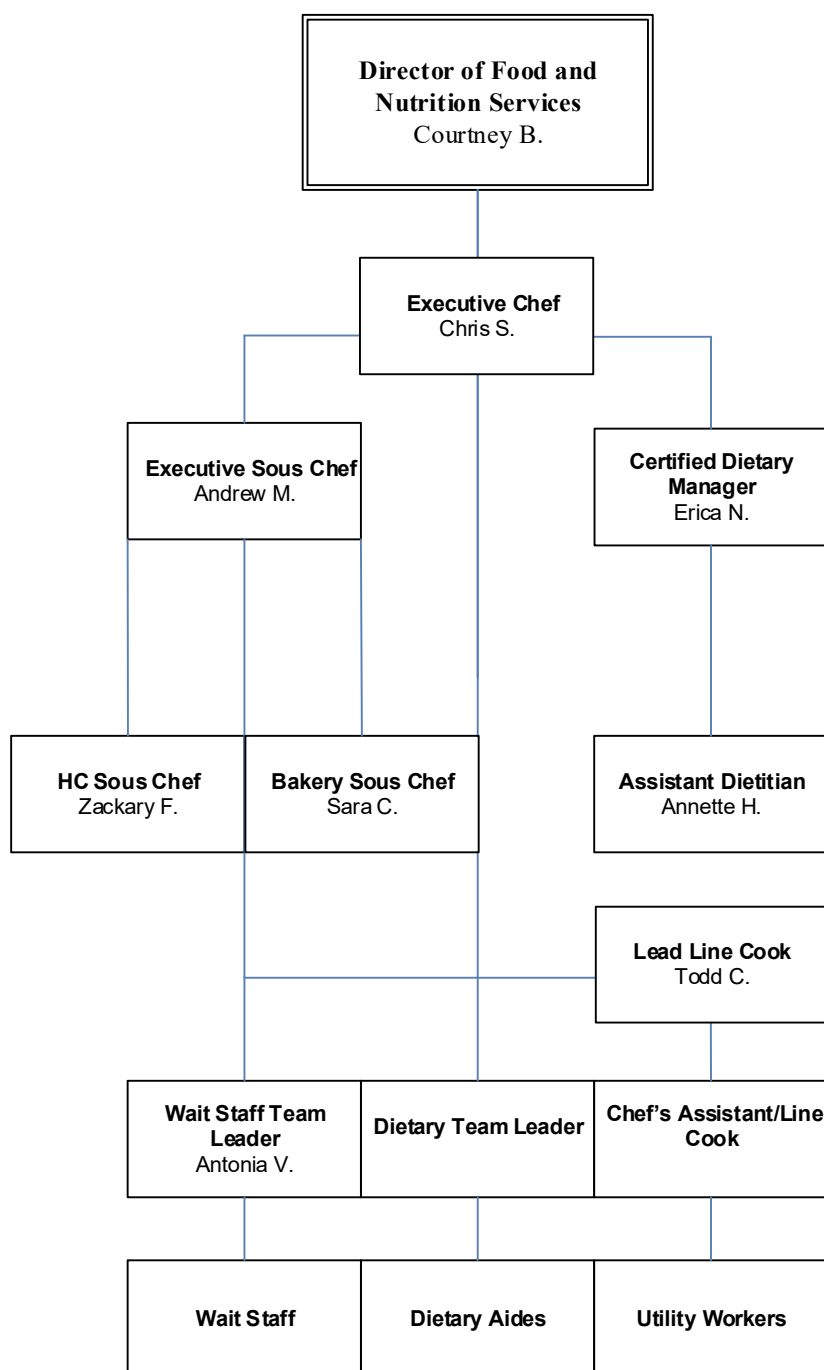 Director of Food and
Nutrition Services
Courtney B.
Executive Chef
Chris S.
Executive Sous Chef
Andrew M.
Certified Dietary
Manager
Erica N.
HC Sous Chef
Zackary F.
Bakery Sous Chef
Sara C.
Assistant Dietitian
Annette H.
Lead Line Cook
Todd C.
Wait Staff Team
Leader
Antonia V.
Dietary Team Leader
Chef’s Assistant/Line
Cook
Wait Staff
Dietary Aides
Utility Workers